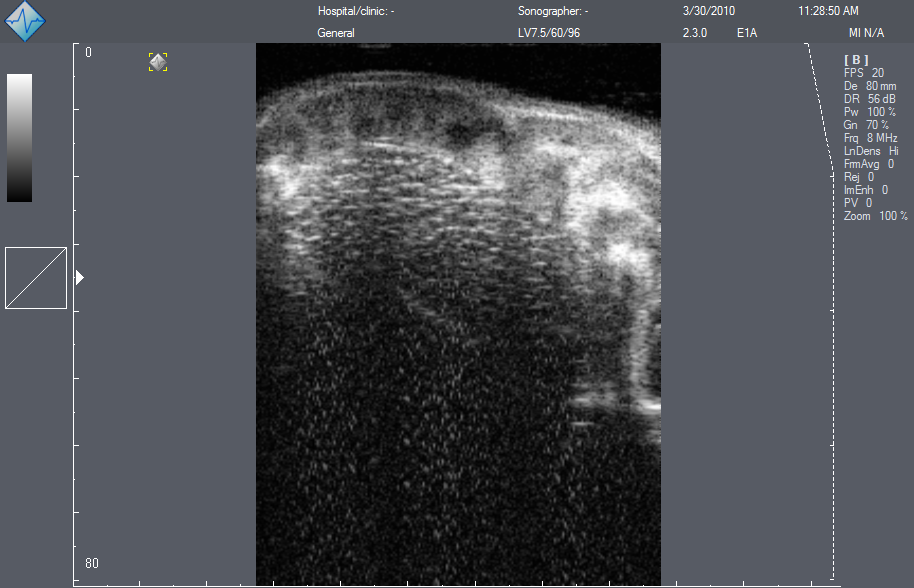 Hospital/clinic: - Sonographer: - 3/30/2010 11:28:50 AM
General LV7.5/60/96 2.3.0 E1A MI N/A
0
[ B ]
FPS 20
De 80 mm
DR 56 dB
Pw 100 %
Gn 70 %
Frq 8 MHz
LnDens Hi
FrmAvg 0
Rej 0
ImEnh 0
PV 0
Zoom 100 %
80